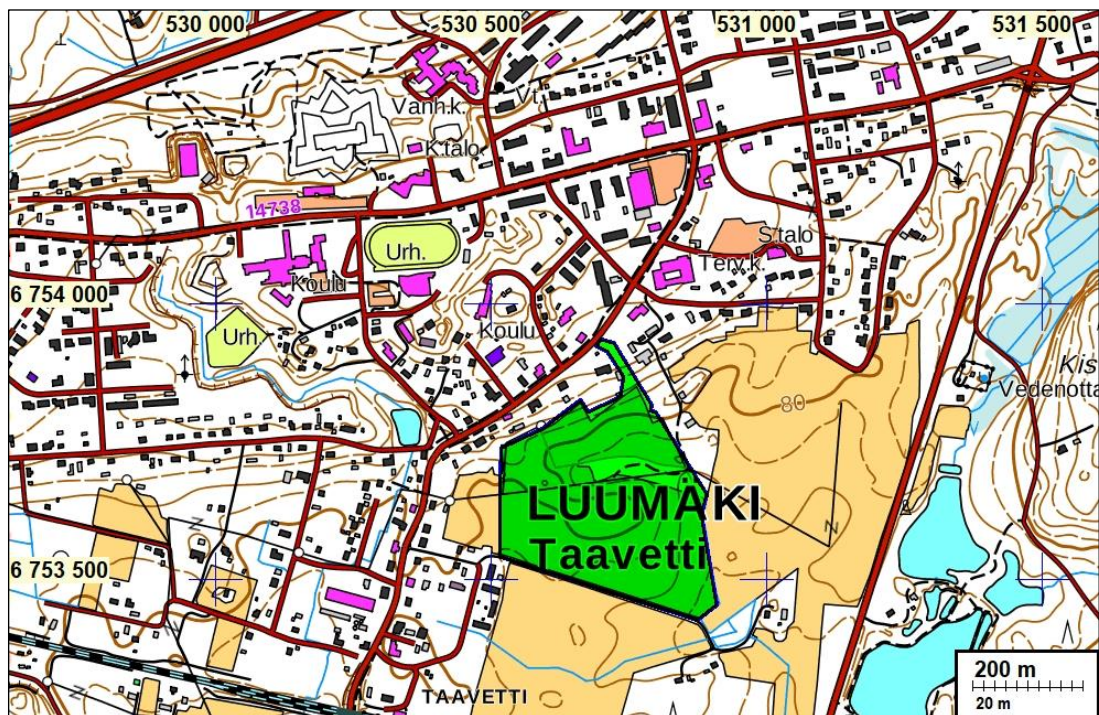 530 000
530 500
531 000
531 500
Vanh.k.
V.t.
K.talo
14738
Urh.
S.talo
Terv.k.
Koulu
6 754 000
Koulu
Urh.
Kis
Vedenotta
80
LUUMÄKI
Taavetti
6 753 500
TAAVETTI
200 m
20 m